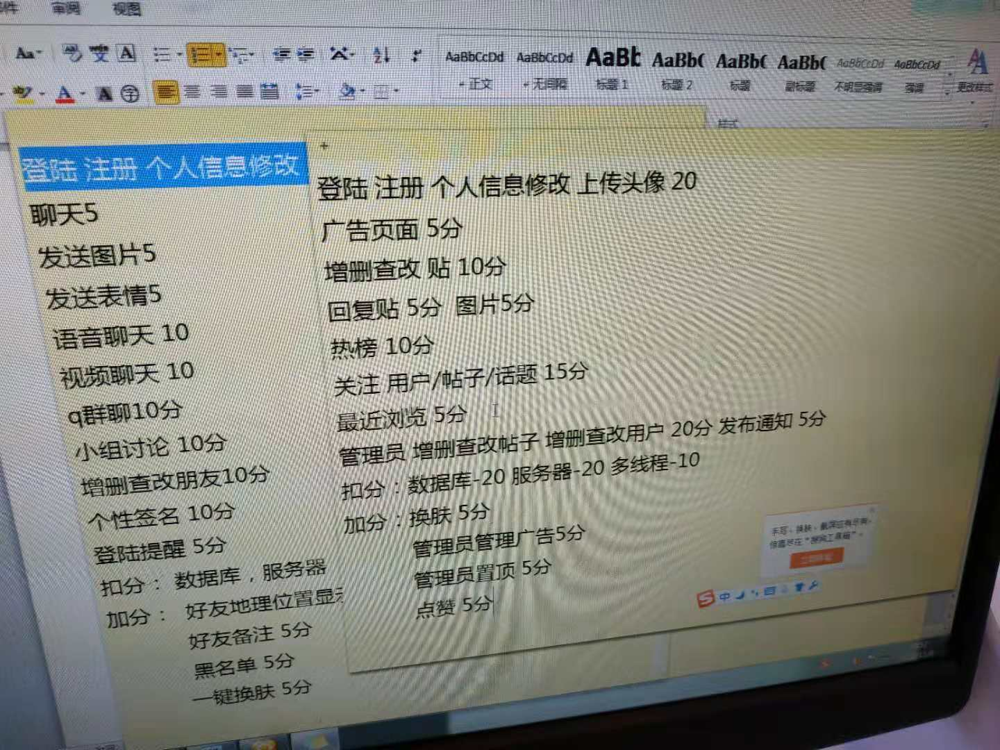 审阅 视图
AaBbCcDd AaBbCcDd AaBb AaBbC AaBbC AaBbC AaBbCcDd AaBbCcDd
正文 无间隔 标题 1 标题 2 标题 副标题 不明显强调 强调 更改样式
样式
登陆 注册 个人信息修改
聊天5
发送图片5
发送表情5
语音聊天 10
视频聊天 10
q群聊10分
小组讨论 10分
增删查改朋友10分
个性签名 10分
登陆提醒 5分
扣分： 数据库，服务器
加分： 好友地理位置显
好友备注 5分
黑名单 5分
一键换肤 5分
登陆 注册 个人信息修改 上传头像 20
广告页面 5分
增删查改 贴 10分
回复贴 5分 图片5分
热榜 10分
关注 用户/帖子/话题 15分
最近浏览 5分
管理员 增删查改帖子 增删查改用户 20分 发布通知 5分
扣分：数据库-20 服务器-20 多线程-10
加分：换肤 5分
管理员管理广告5分
管理员置顶 5分
点赞 5分
中